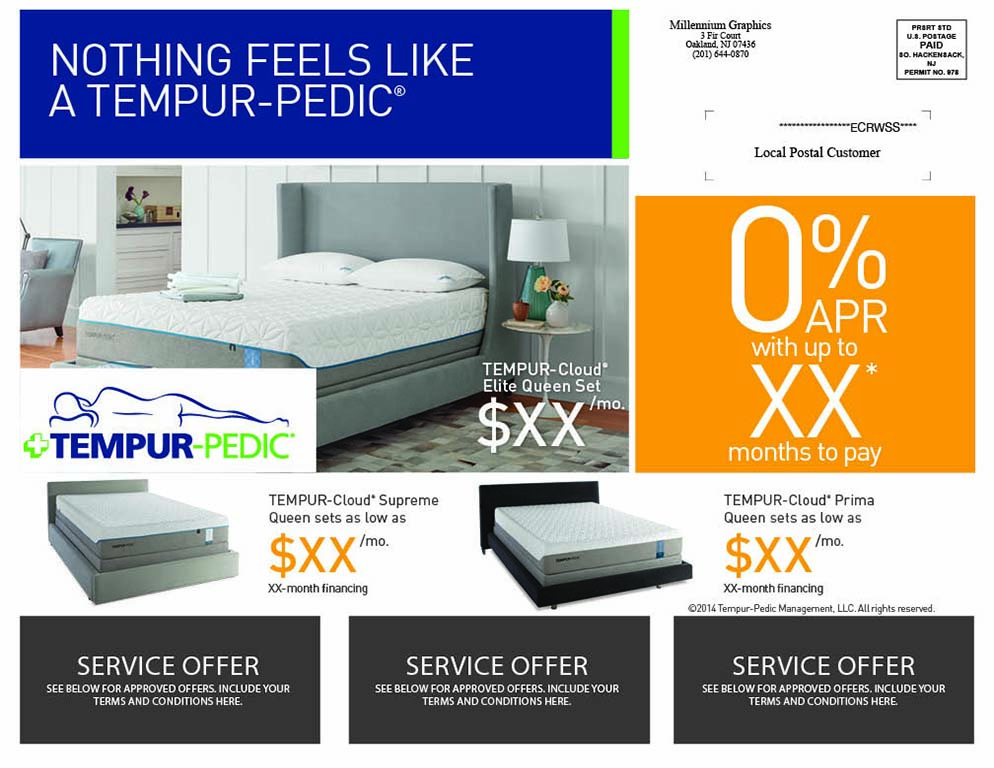 NOTHING FEELS LIKE
A TEMPUR-PEDIC®
Millennium Graphics
3 Fir Court
Oakland, NJ 07436
(201) 644-0870
PRSRT STD
U.S. POSTAGE
PAID
SO. HACKENSACK,
NJ
PERMIT NO. 978
******************ECRWSS****
Local Postal Customer
TEMPUR-PEDIC
TEMPUR-Cloud®
Elite Queen Set
$XX/mo.
TEMPUR-PEDIC®
0%
APR
with up to
XX*
months to pay
TEMPUR-Cloud® Supreme
Queen sets as low as
$XX/mo.
XX-month financing
TEMPUR-Cloud® Prima
Queen sets as low as
$XX/mo.
XX-month financing
©2014 Tempur-Pedic Management, LLC. All rights reserved.
SERVICE OFFER
SEE BELOW FOR APPROVED OFFERS. INCLUDE YOUR
TERMS AND CONDITIONS HERE.
SERVICE OFFER
SEE BELOW FOR APPROVED OFFERS. INCLUDE YOUR
TERMS AND CONDITIONS HERE.
SERVICE OFFER
SEE BELOW FOR APPROVED OFFERS. INCLUDE YOUR
TERMS AND CONDITIONS HERE.